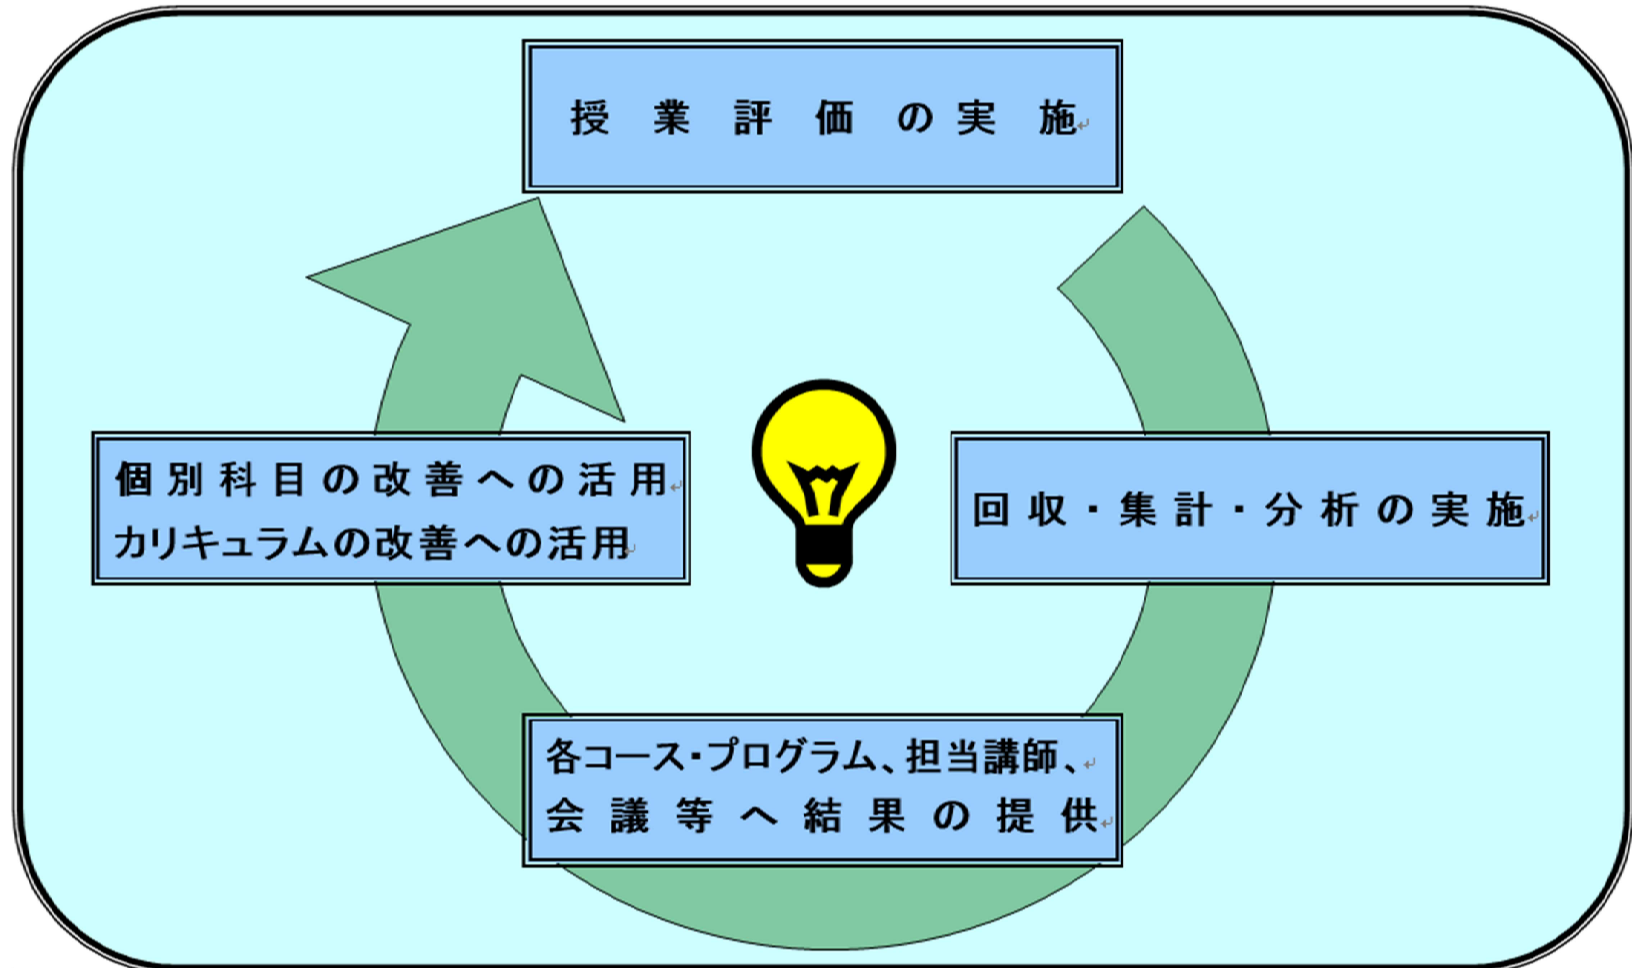 授業評価の実施
個別科目の改善への活用
カリキュラムの改善への活用
回収・集計・分析の実施
各コース・プログラム、担当講師、
会議等へ結果の提供